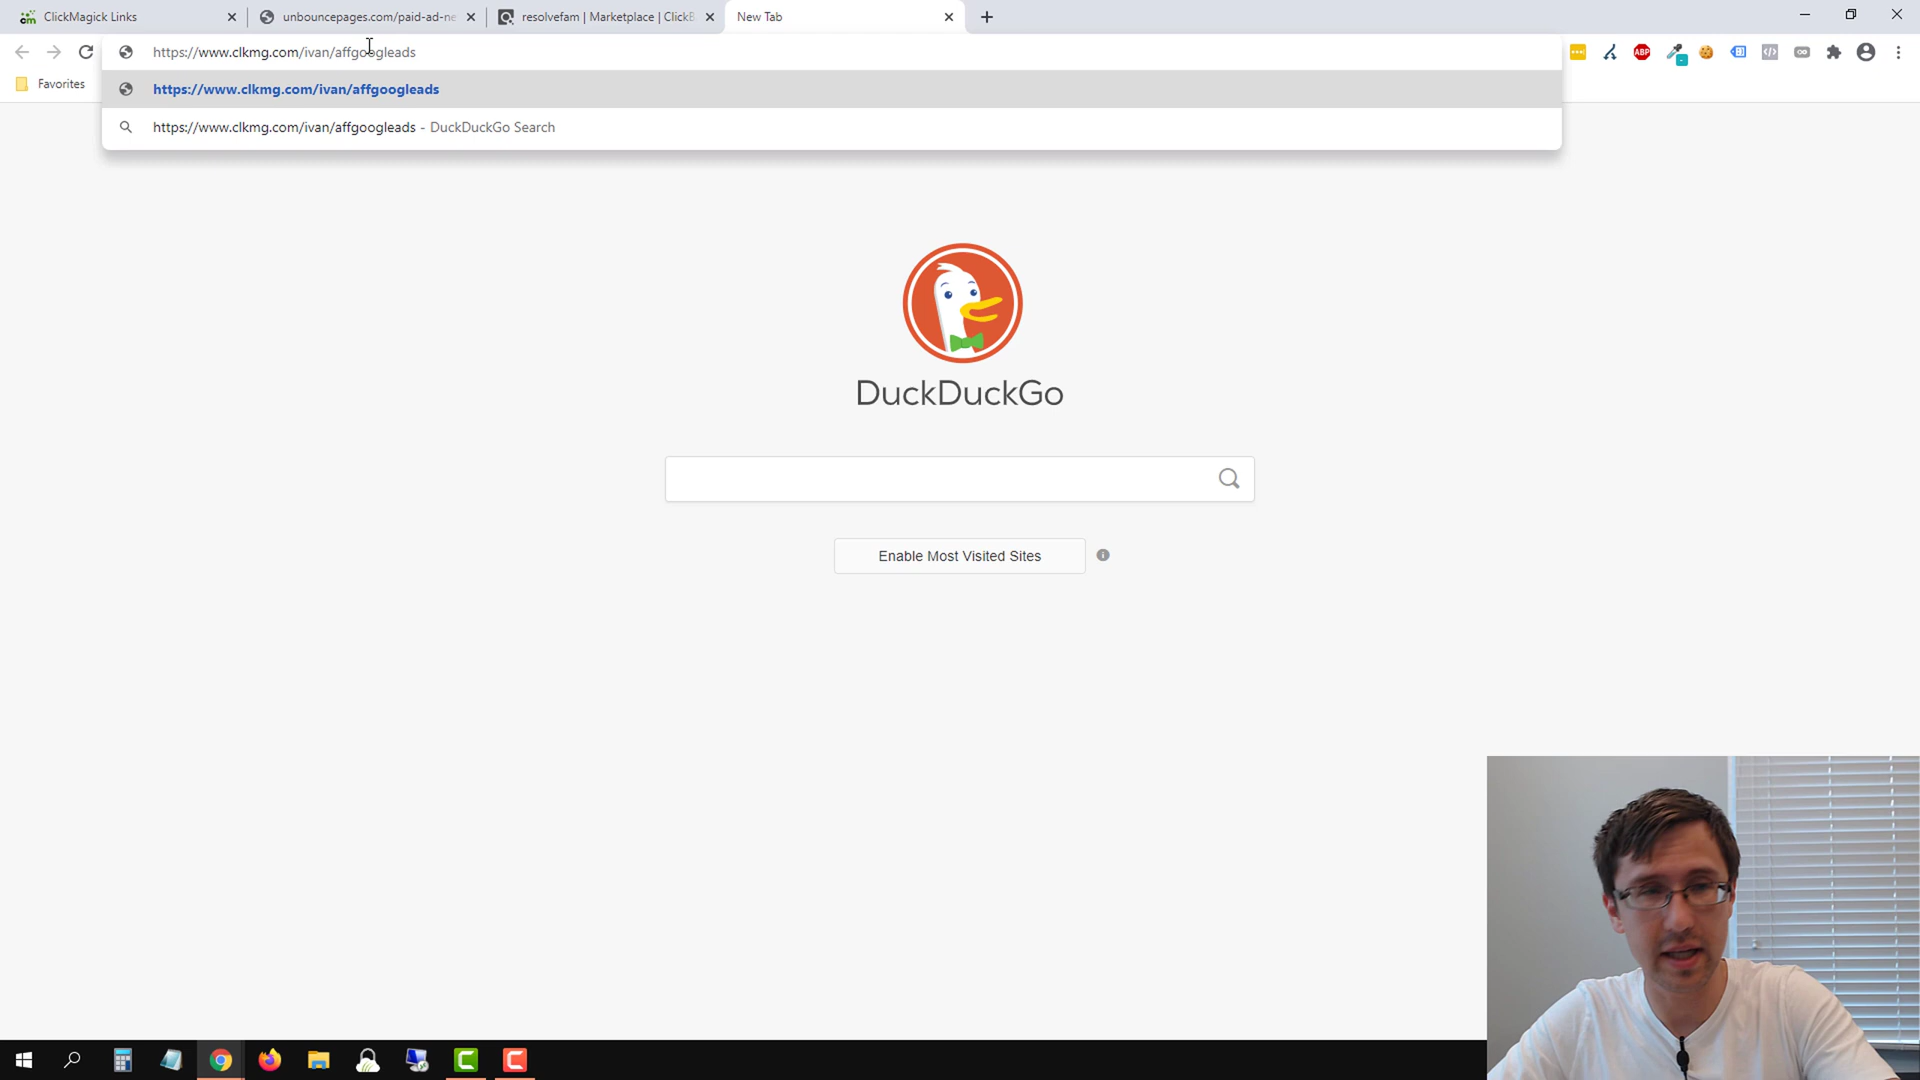 ClickMagick Links
unbouncepages.com/paid-ad-ne
resolvefam | Marketplace | ClickB
New Tab
https://www.clkmg.com/ivan/affgoogleads
ABP
Favorites
https://www.clkmg.com/ivan/affgoogleads
https://www.clkmg.com/ivan/affgoogleads - DuckDuckGo Search
DuckDuckGo
Enable Most Visited Sites